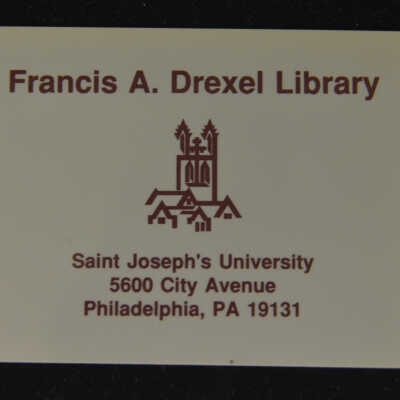 Francis A. Drexel Library
Saint Joseph's University
5600 City Avenue
Philadelphia, PA 19131